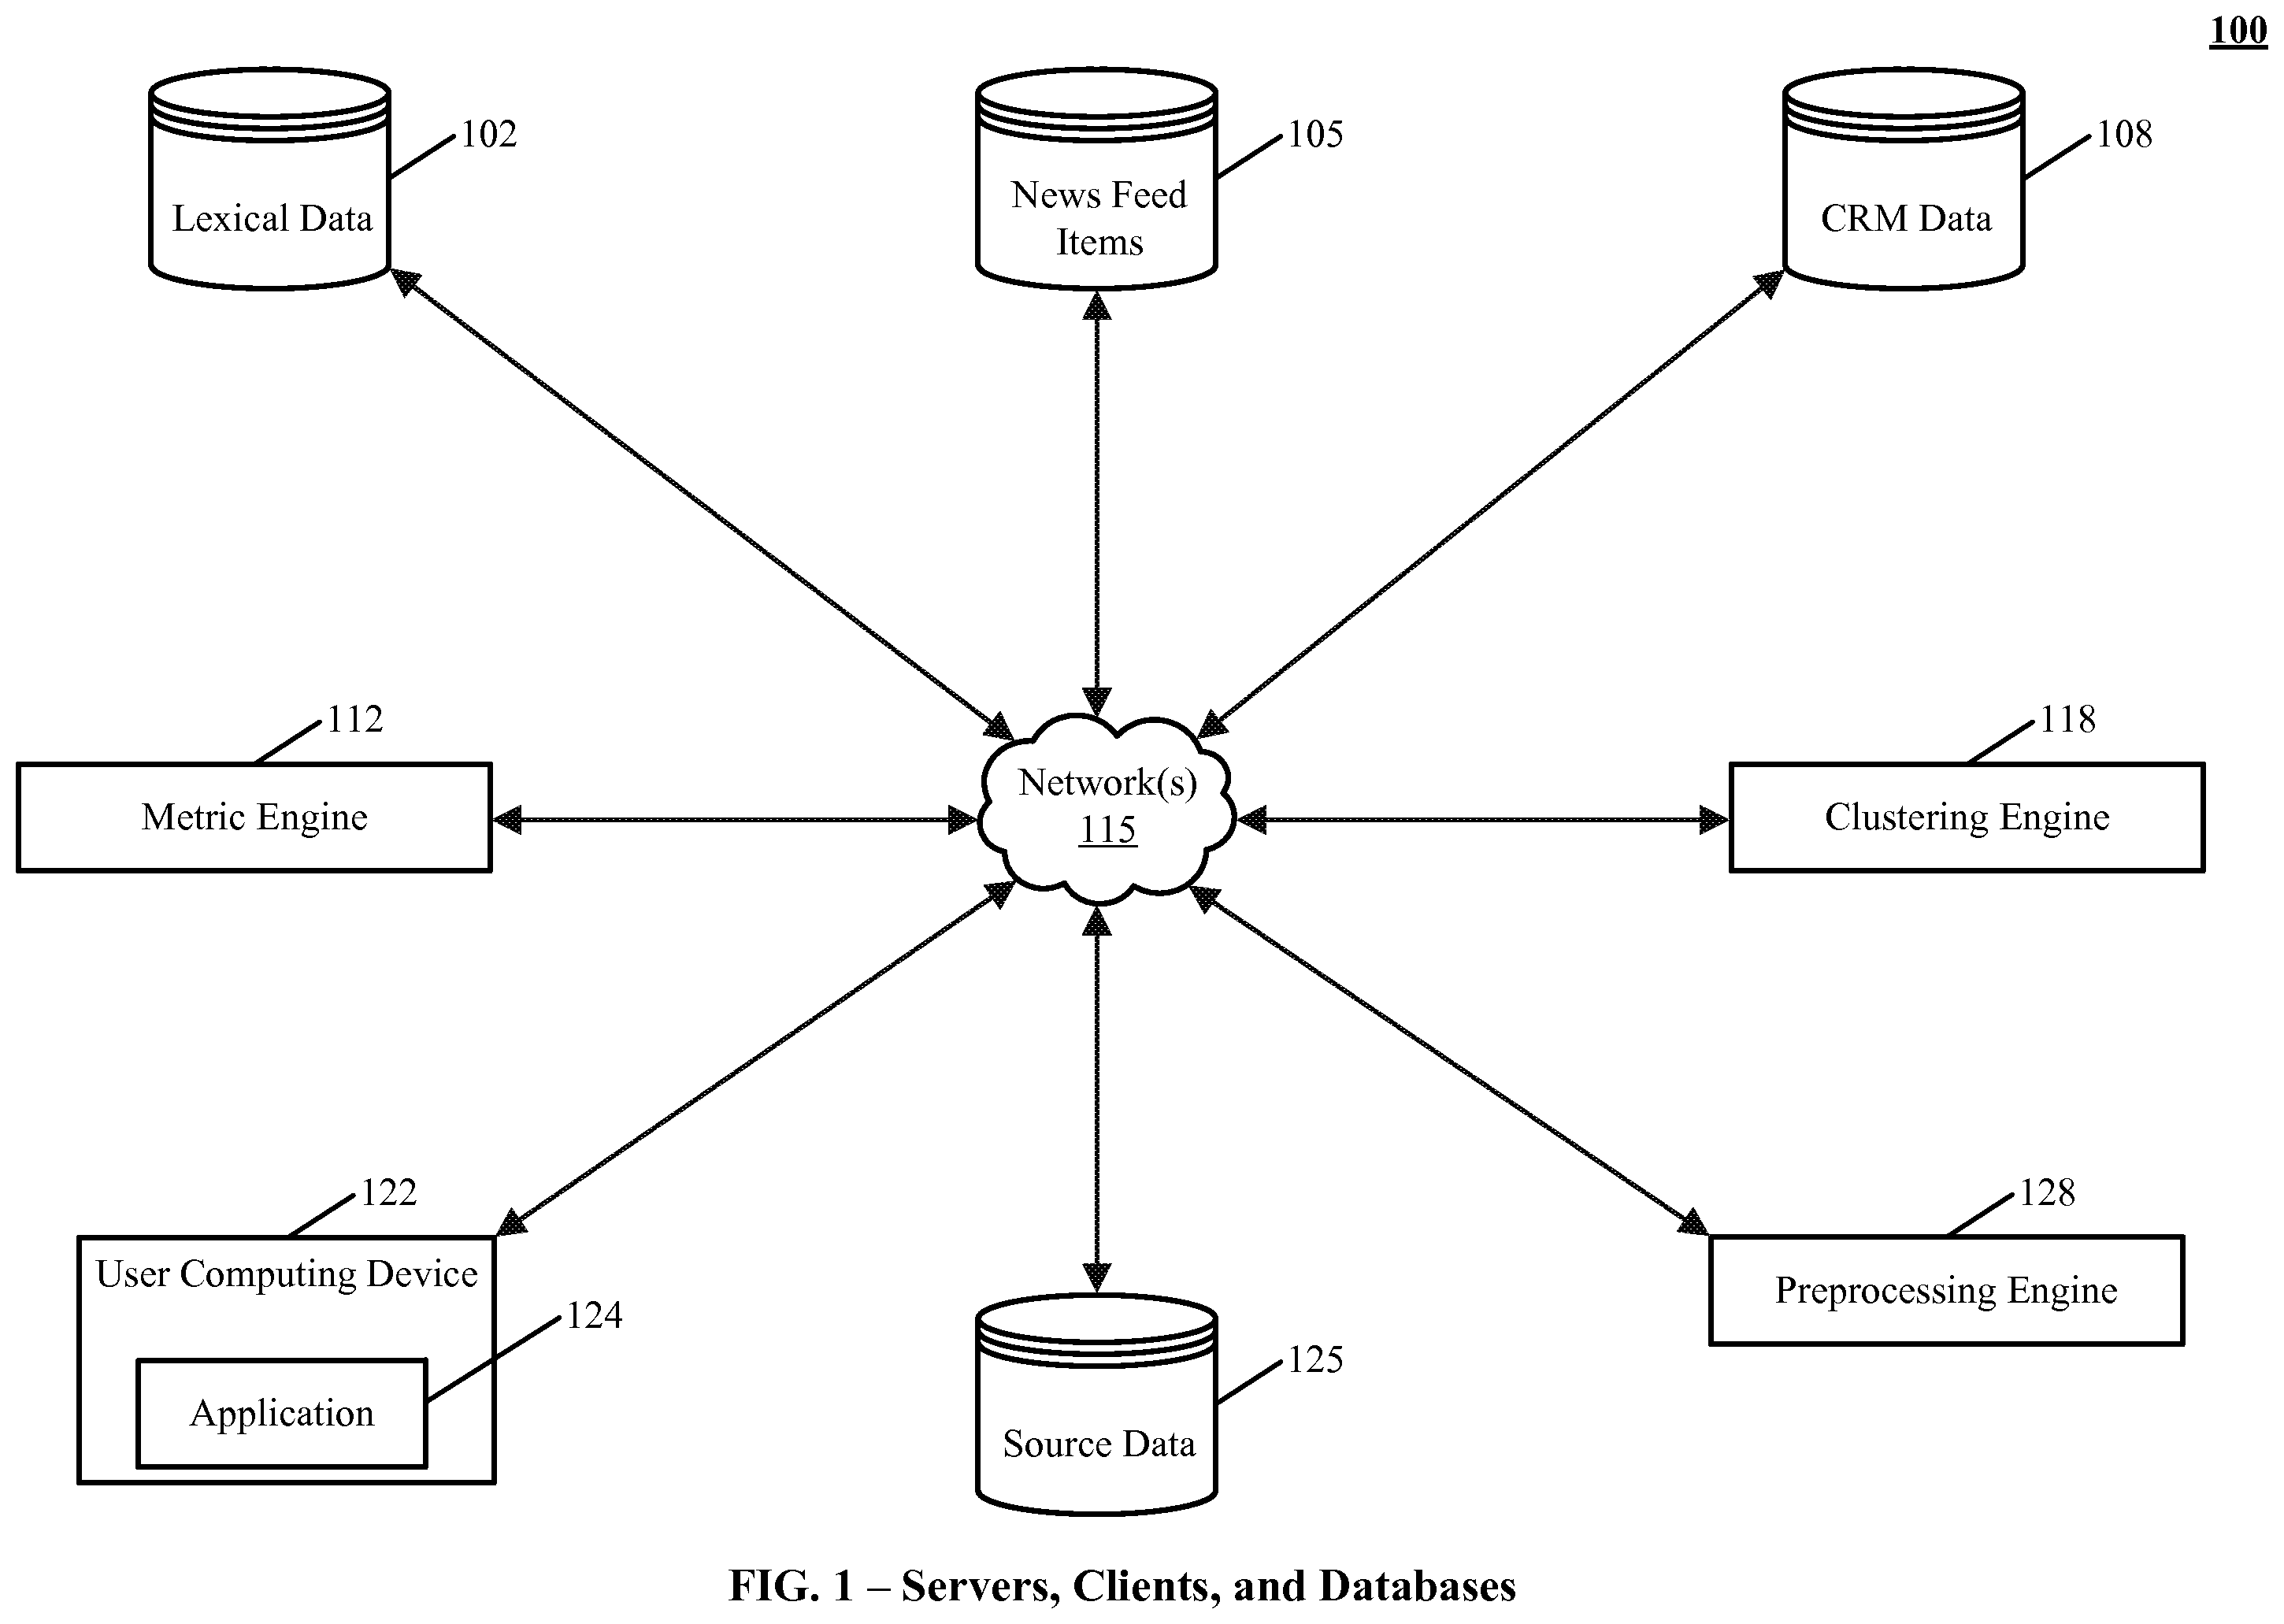 100
102
105
108
Lexical Data
News Feed
Items
CRM Data
112
118
Metric Engine
Network(s)
115
Clustering Engine
122
128
User Computing Device
Preprocessing Engine
124
125
Application
Source Data
FIG. 1 – Servers, Clients, and Databases